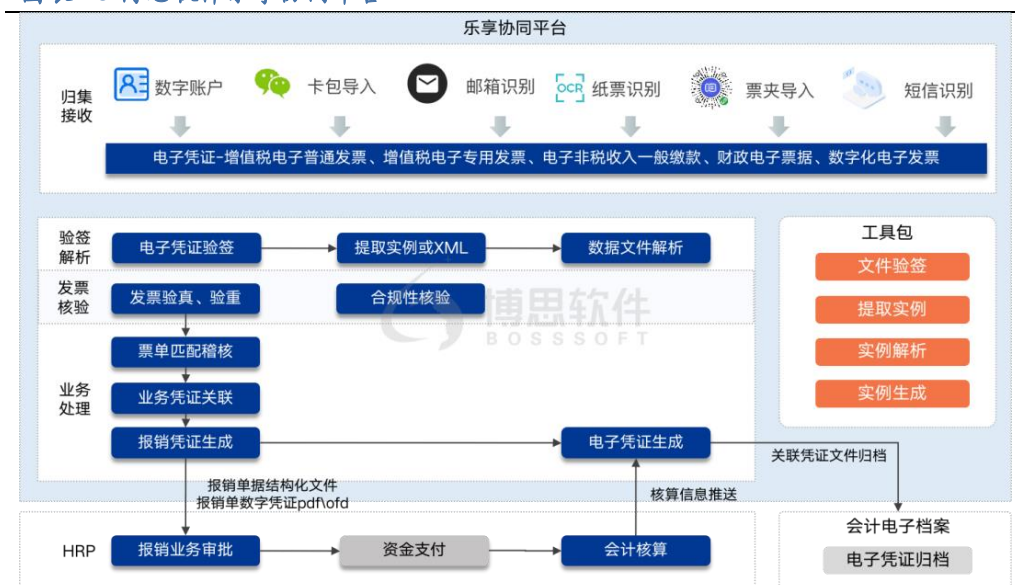 乐享协同平台
归集
接收
数字账户
卡包导入
邮箱识别
OCR
纸票识别
票夹导入
短信识别
电子凭证-增值税电子普通发票、增值税电子专用发票、电子非税收入一般缴款、财政电子票据、数字化电子发票
验签
解析
电子凭证验签
提取实例或XML
数据文件解析
发票
核验
发票验真、验重
合规性核验
博思软件
BOSSSOFT
业务
处理
票单匹配稽核
业务凭证关联
报销凭证生成
电子凭证生成
工具包
文件验签
提取实例
实例解析
实例生成
关联凭证文件归档
报销单据结构化文件
报销单数字凭证pdf\ofd
核算信息推送
HRP
报销业务审批
资金支付
会计核算
会计电子档案
电子凭证归档